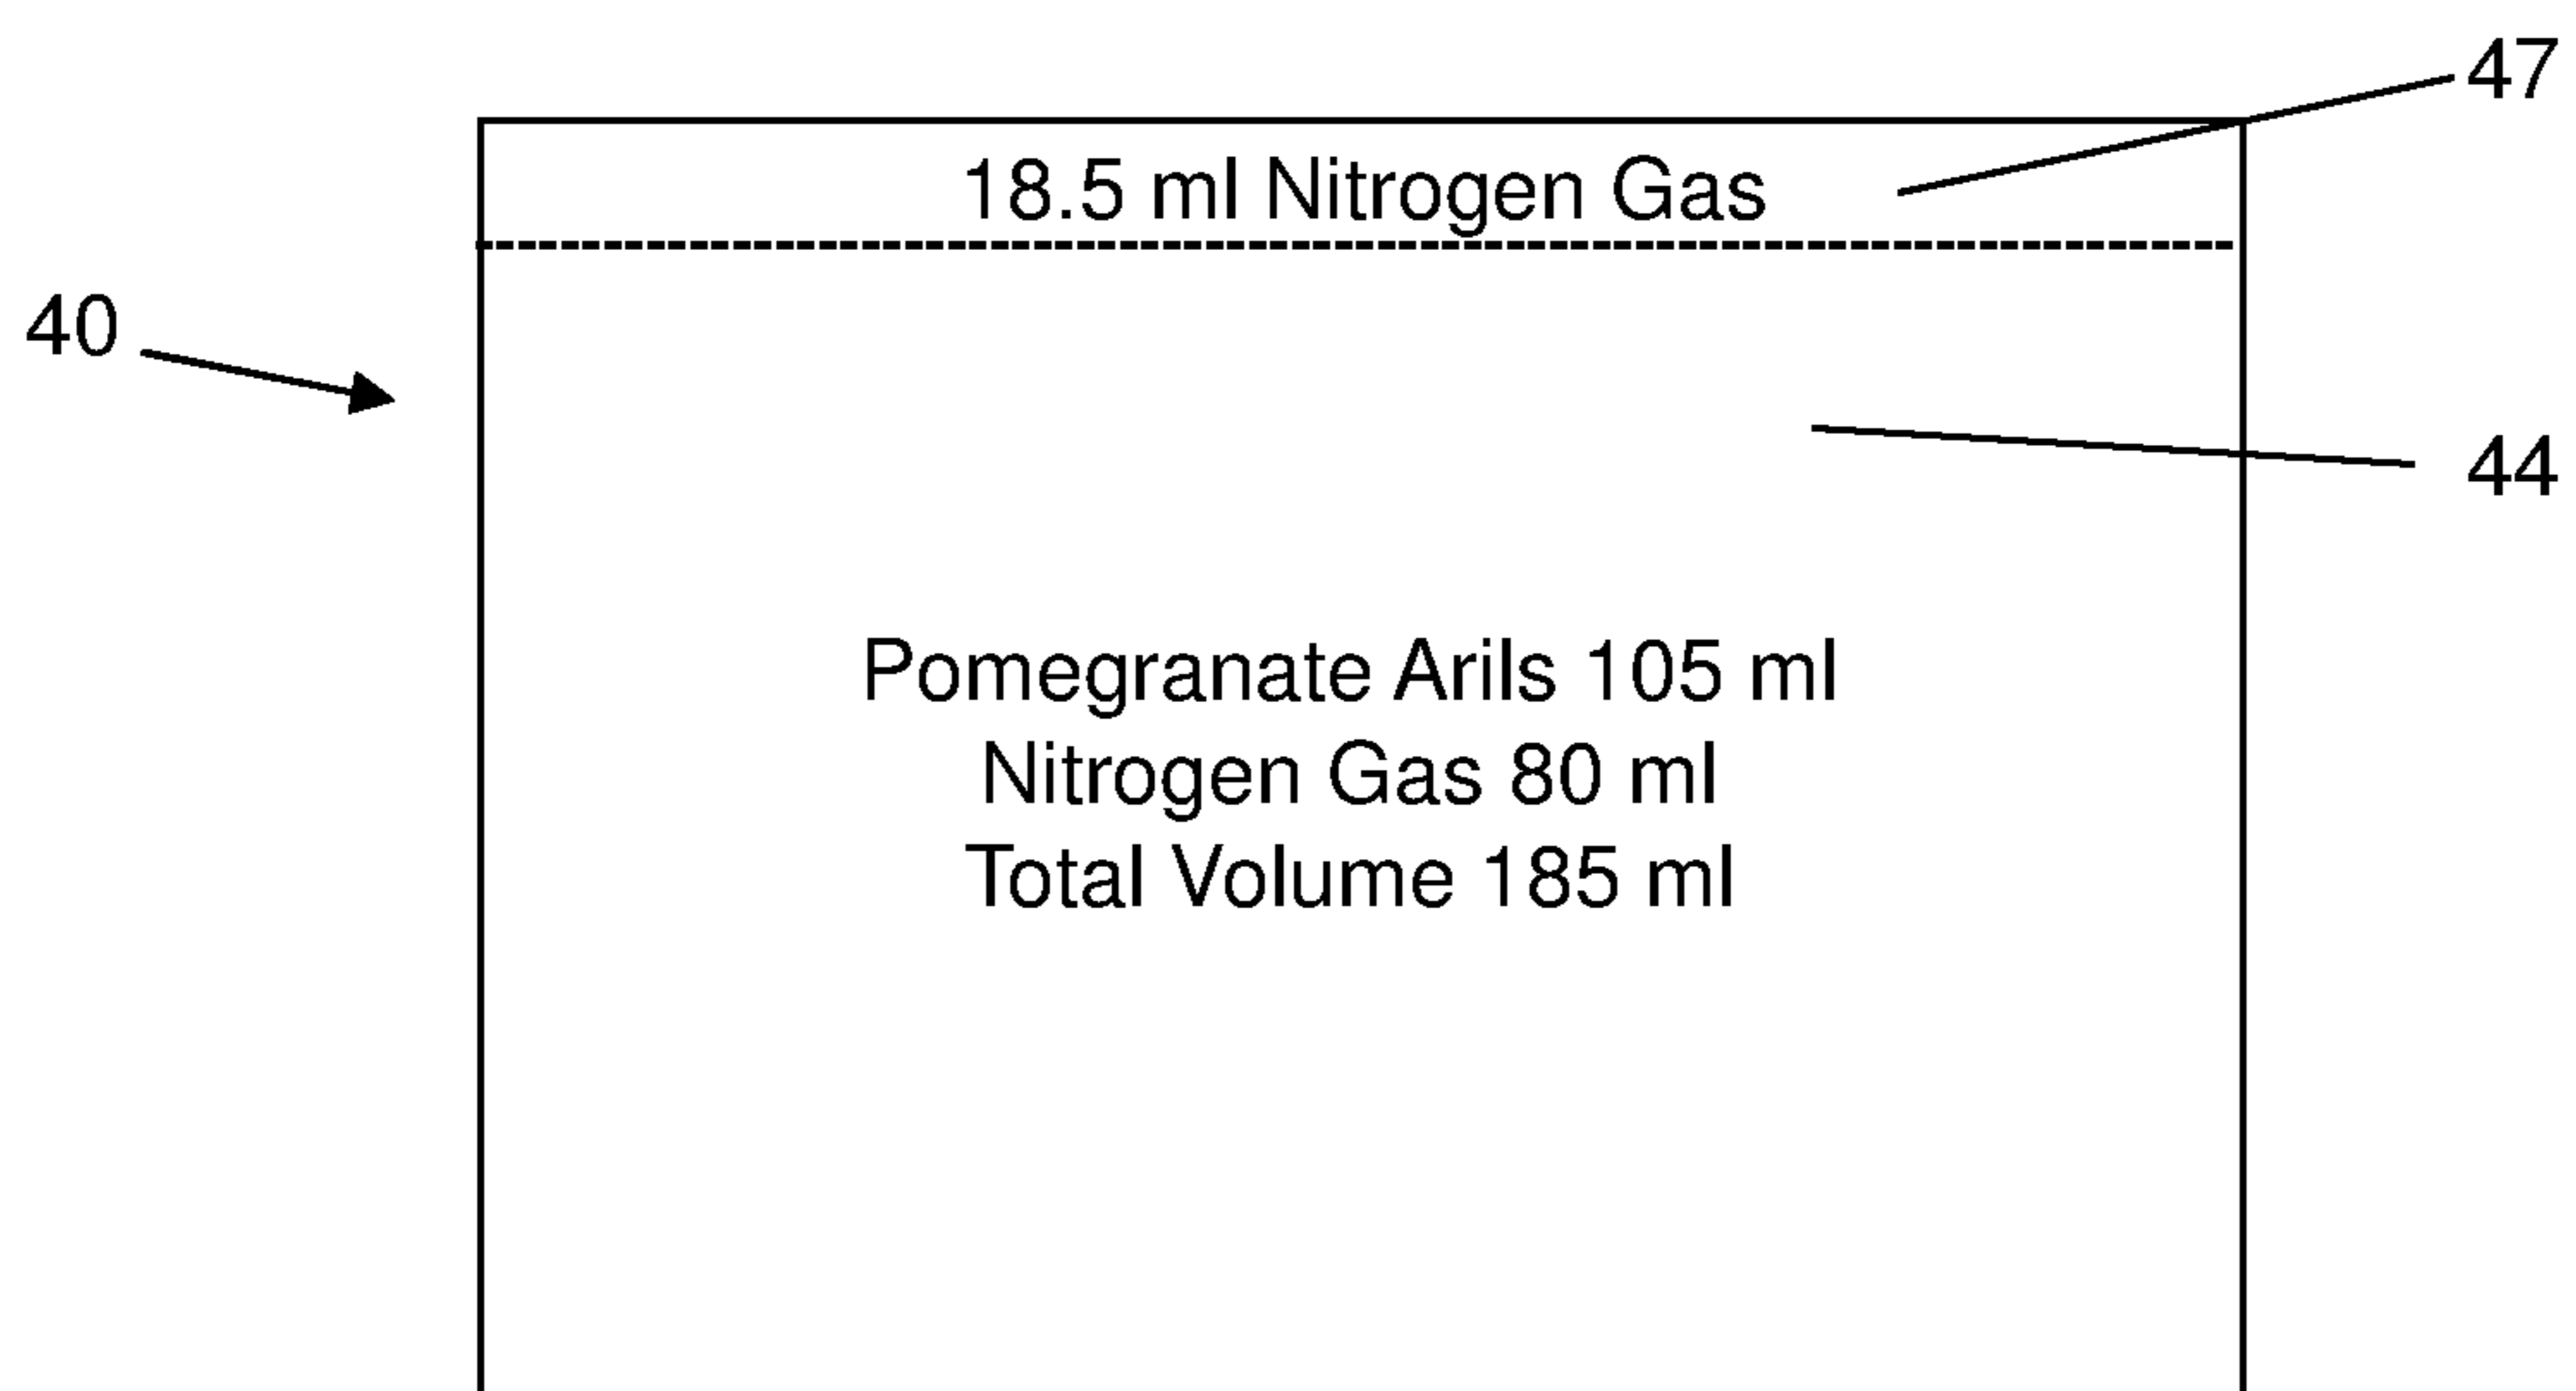 47
18.5 ml Nitrogen Gas
40
44
Pomegranate Arils 105 ml
Nitrogen Gas 80 ml
Total Volume 185 ml